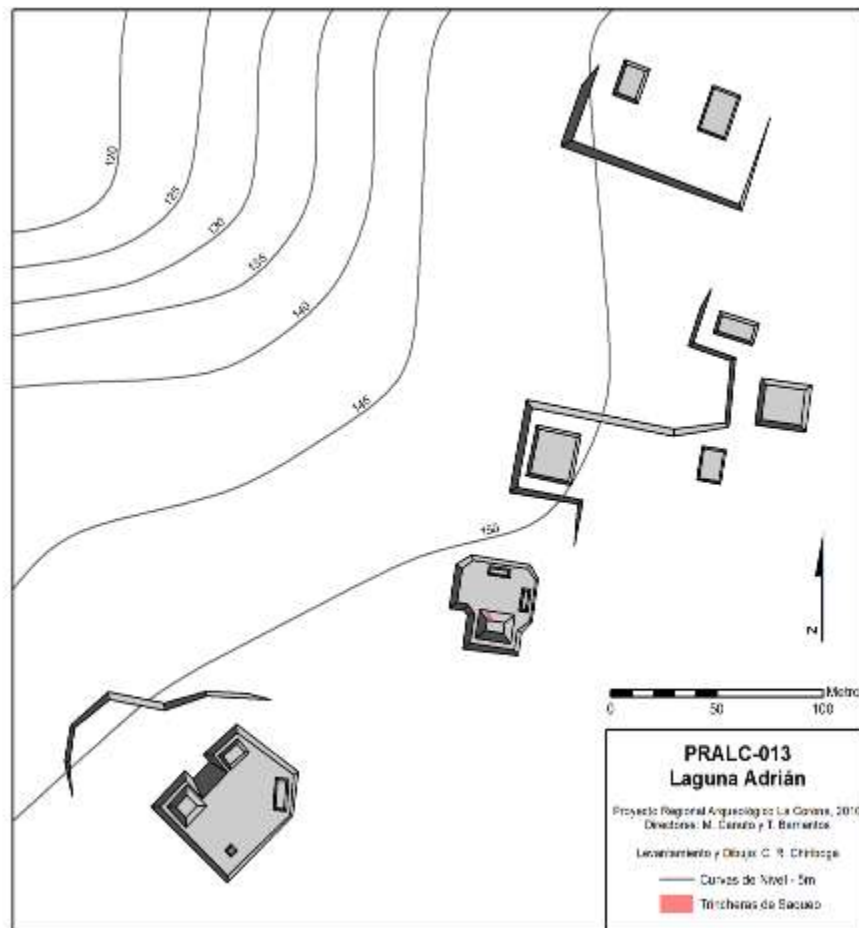 120
125
130
135
140
145
150
Z
Metro
0 50 100
PRALC-013
Laguna Adrián
Proyecto Regional Arqueológico La Corona, 2010
Directores: M. Canuto y T. Barrientos
Levantamiento y Dibujo: C. R. Chiriboga
Curvas de Nivel - 5m
Trincheras de Saqueo